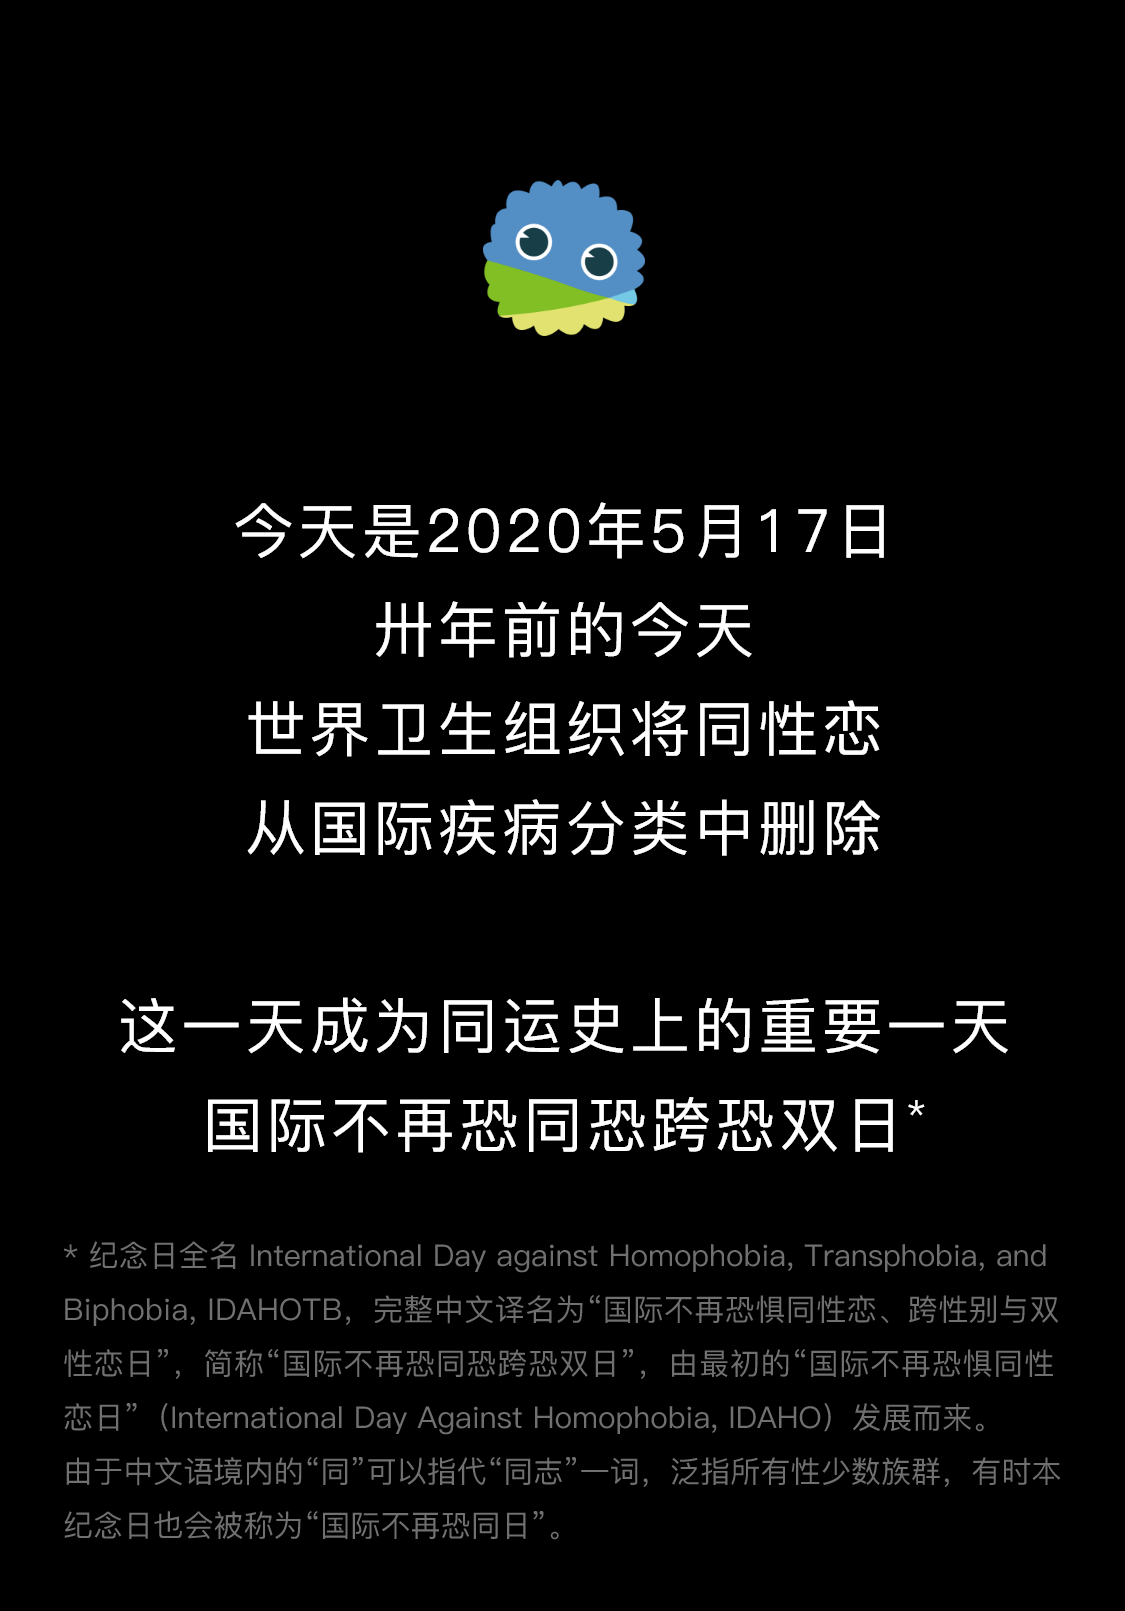 今天是2020年5月17日
卅年前的今天
世界卫生组织将同性恋
从国际疾病分类中删除
这一天成为同运史上的重要一天
国际不再恐同恐跨恐双日*
* 纪念日全名 International Day against Homophobia, Transphobia, and
Biphobia, IDAHOTB，完整中文译名为“国际不再恐惧同性恋、跨性别与双
性恋日”，简称“国际不再恐同恐跨恐双日”，由最初的“国际不再恐惧同性
恋日”（International Day Against Homophobia, IDAHO）发展而来。
由于中文语境内的“同”可以指代“同志”一词，泛指所有性少数族群，有时本
纪念日也会被称为“国际不再恐同日”。